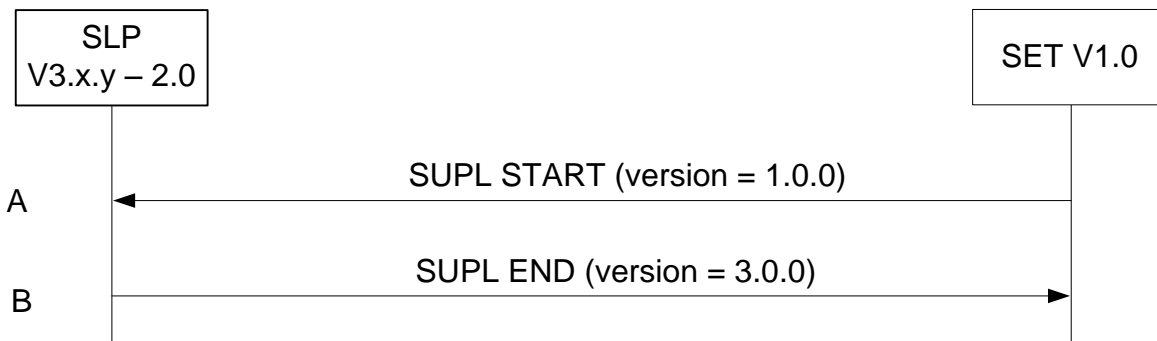 SLP
V3.x.y – 2.0
SET V1.0
SUPL START (version = 1.0.0)
A
SUPL END (version = 3.0.0)
B